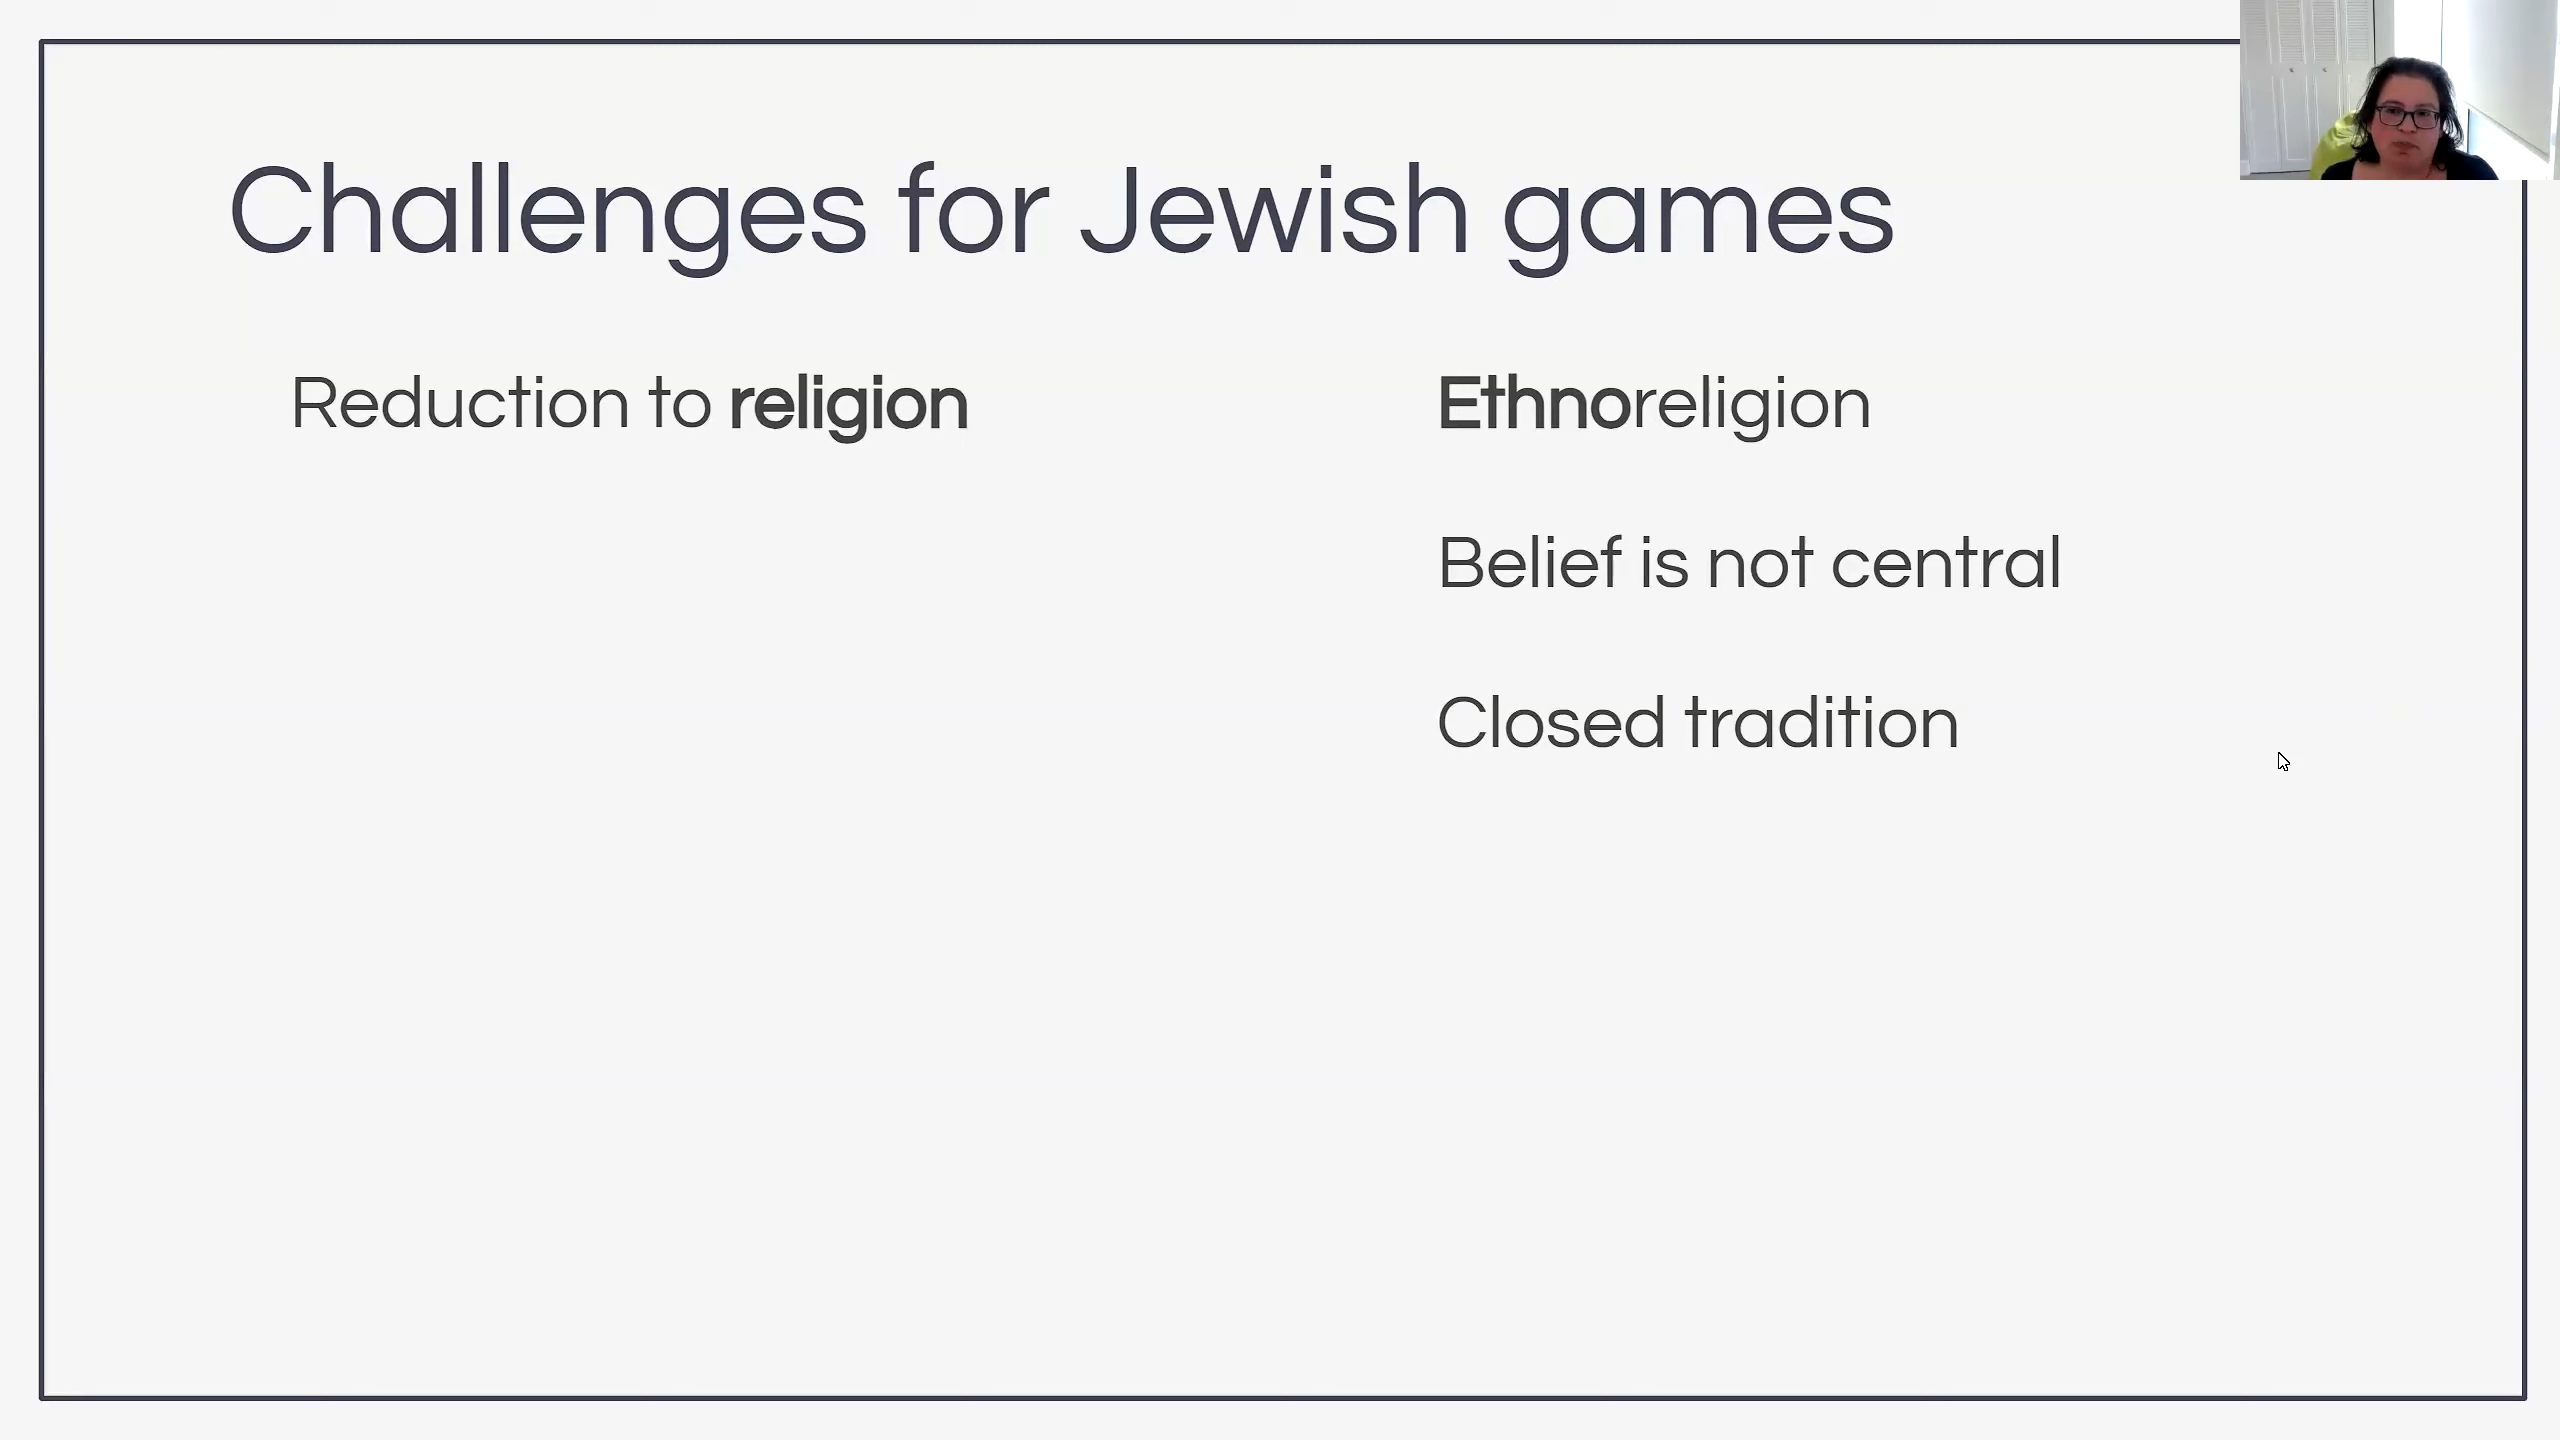 Challenges for Jewish games
Reduction to religion
Ethnoreligion
Belief is not central
Closed tradition